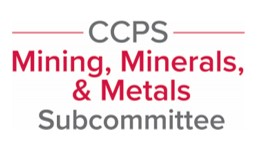 CCPS
Mining, Minerals,
& Metals
Subcommittee